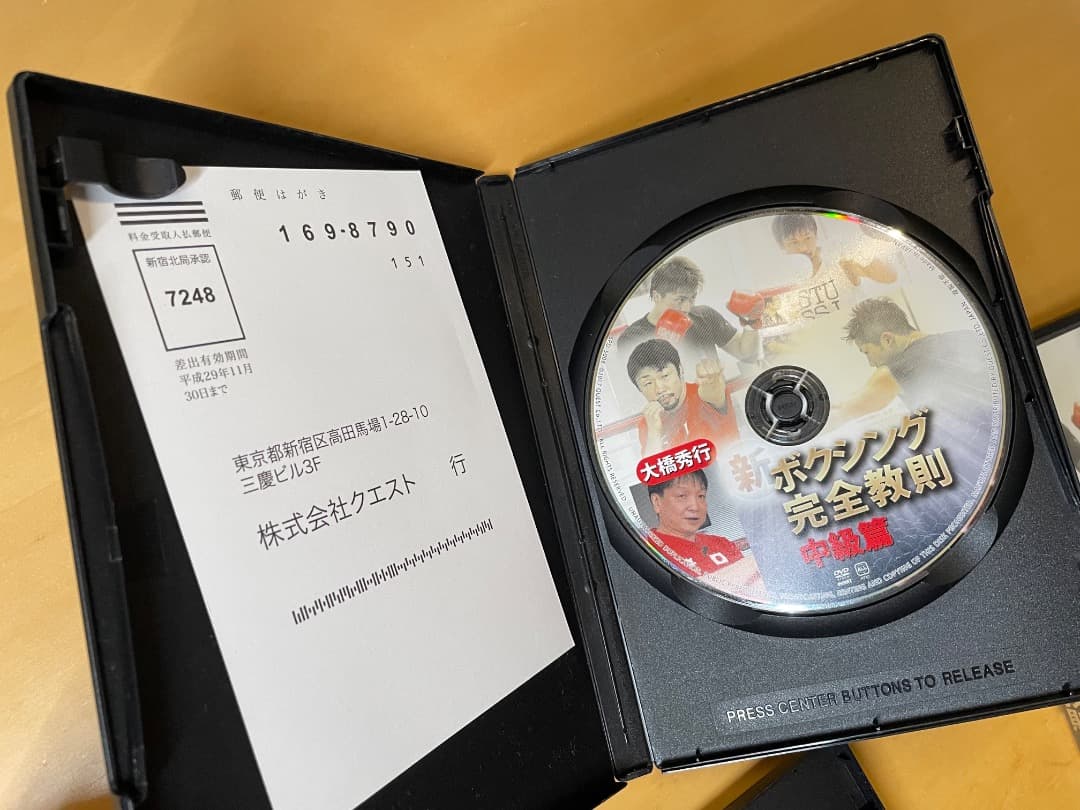 郵便はがき
169-8790
151
料金受取人払郵便
新宿北局承認
7248
差出有効期間
平成29年11月
30日まで
東京都新宿区高田馬場1-28-10
三慶ビル3F
株式会社クエスト 行
大橋秀行
新ボクシング
完全教則
中級篇
DVD
ALL
PRESS CENTER BUTTONS TO RELEASE